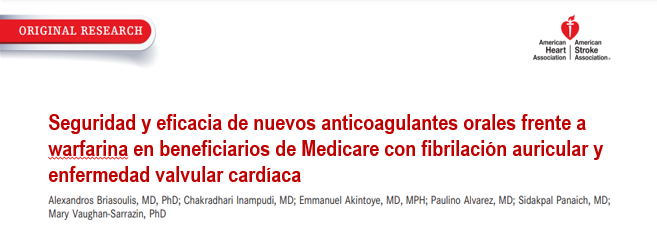 ORIGINAL RESEARCH
American Heart Association
American Stroke Association®
Seguridad y eficacia de nuevos anticoagulantes orales frente a
warfarina en beneficiarios de Medicare con fibrilación auricular y
enfermedad valvular cardíaca
Alexandros Briasoulis, MD, PhD; Chakradhari Inampudi, MD; Emmanuel Akintoye, MD, MPH; Paulino Alvarez, MD; Sidakpal Panaich, MD;
Mary Vaughan-Sarrazin, PhD